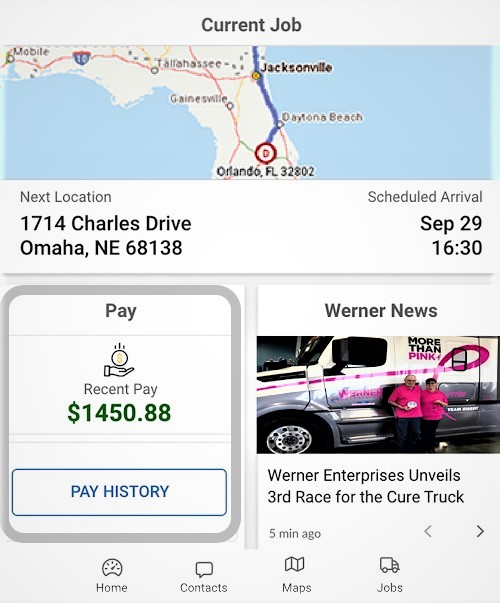 Current Job
Mobile
10
Tallahassee
Jacksonville
Gainesville
Daytona Beach
D
Orlando, FL 32802
Next Location
Scheduled Arrival
1714 Charles Drive
Sep 29
Omaha, NE 68138
16:30
Pay
$
Recent Pay
$1450.88
PAY HISTORY
Werner News
MORE
THAN
PINK
WERNER
Werner Enterprises Unveils
3rd Race for the Cure Truck
5 min ago
Home
Contacts
Maps
Jobs